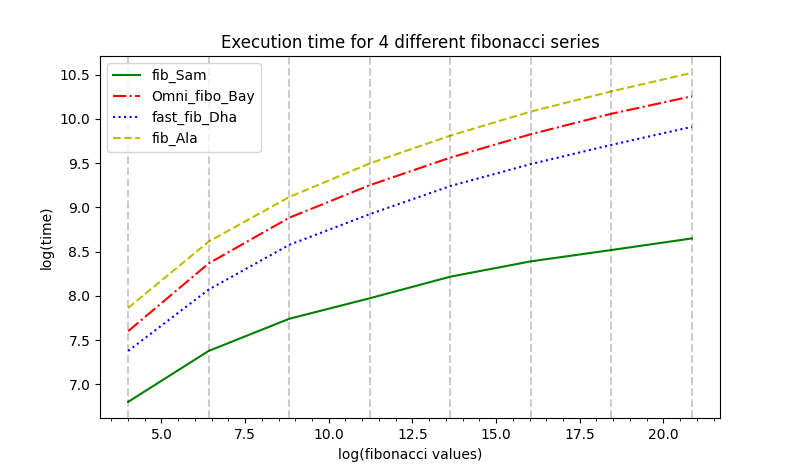 Execution time for 4 different fibonacci series
fib_Sam
Omni_fibo_Bay
fast_fib_Dha
fib_Ala
10.5
10.0
9.5
9.0
8.5
8.0
7.5
7.0
log(time)
5.0 7.5 10.0 12.5 15.0 17.5 20.0
log(fibonacci values)